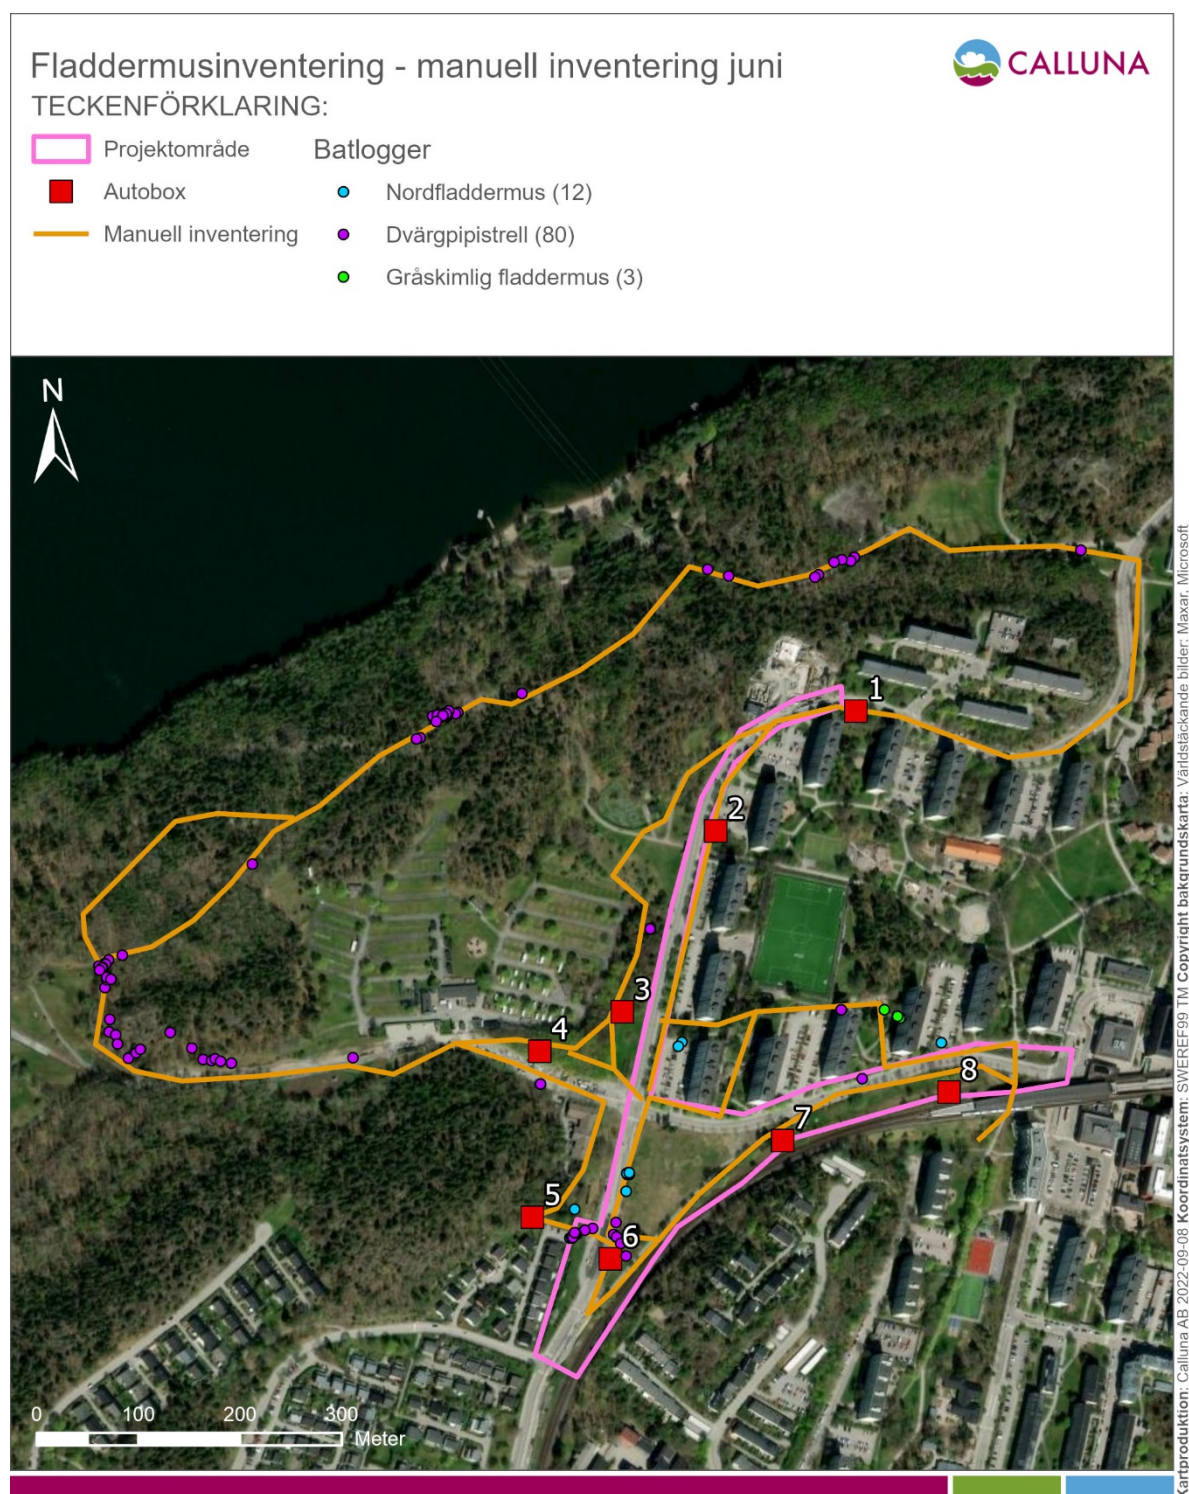 Fladdermusinventering - manuell inventering juni
CALLUNA
TECKENFÖRKLARING:
Projektområde
Batlogger
Autobox
Nordfladdermus (12)
Manuell inventering
Dvärgpipistrell (80)
Gråskimlig fladdermus (3)
N
1
2
3
4
8
7
5
6
0 100 200 300
Meter
Kartproduktion: Calluna AB 2022-09-08 Koordinatsystem: SWEREF99 TM Copyright bakgrundskarta: Världstäckande bilder: Maxar, Microsoft